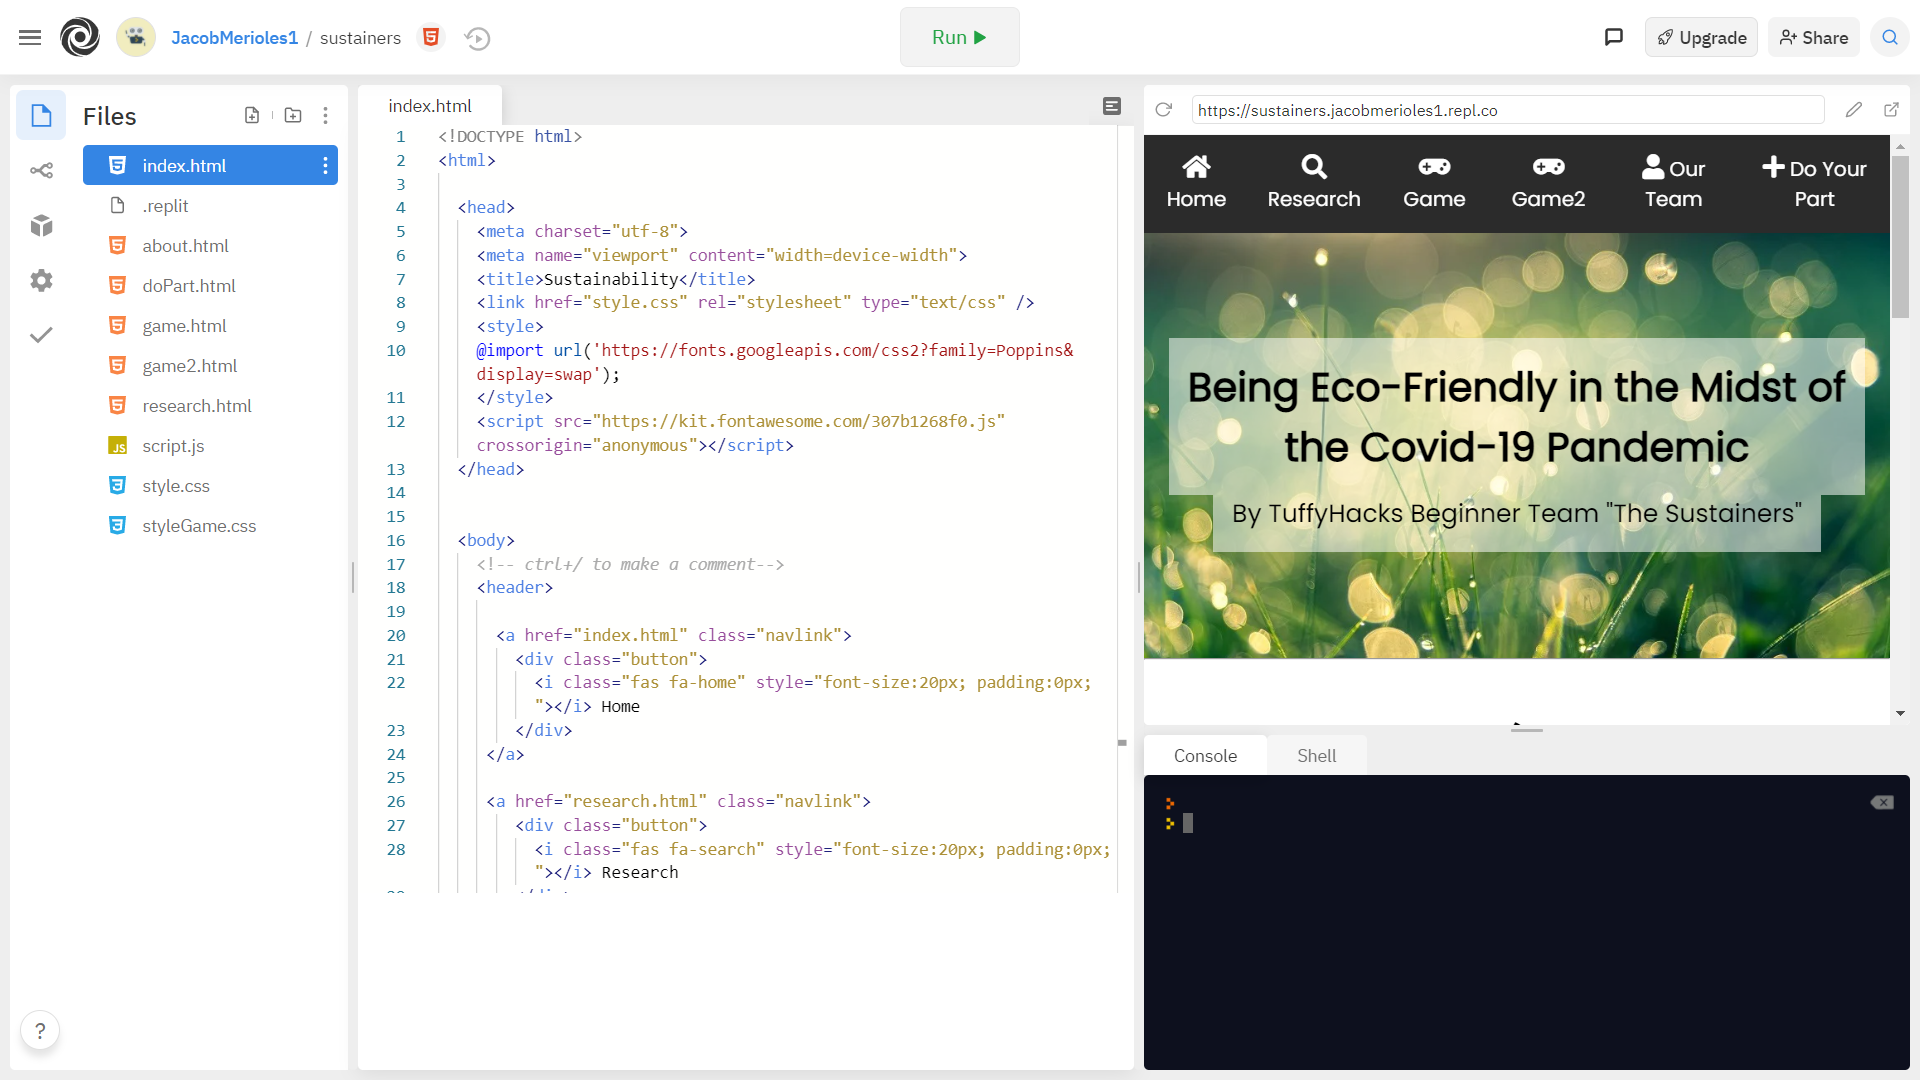 JacobMerioles1 / sustainers
Run
Upgrade
Share
Files
index.html
.replit
about.html
doPart.html
game.html
game2.html
research.html
JS script.js
style.css
styleGame.css
?
index.html
1 <!DOCTYPE html>
2 <html>
3
4 <head>
5 <meta charset="utf-8">
6 <meta name="viewport" content="width=device-width">
7 <title>Sustainability</title>
8 <link href="style.css" rel="stylesheet" type="text/css" />
9 <style>
10 @import url('https://fonts.googleapis.com/css2?family=Poppins&
display=swap');
11 </style>
12 <script src="https://kit.fontawesome.com/307b1268f0.js"
crossorigin="anonymous"></script>
13 </head>
14
15
16 <body>
17 <!-- ctrl+/ to make a comment-->
18 <header>
19
20 <a href="index.html" class="navlink">
21 <div class="button">
22 <i class="fas fa-home" style="font-size:20px; padding:0px;
"></i> Home
23 </div>
24 </a>
25
26 <a href="research.html" class="navlink">
27 <div class="button">
28 <i class="fas fa-search" style="font-size:20px; padding:0px;
"></i> Research
https://sustainers.jacobmerioles1.repl.co
Home
Research
Game
Game2
Our
Team
Do Your
Part
Being Eco-Friendly in the Midst of
the Covid-19 Pandemic
By TuffyHacks Beginner Team "The Sustainers"
Console
Shell